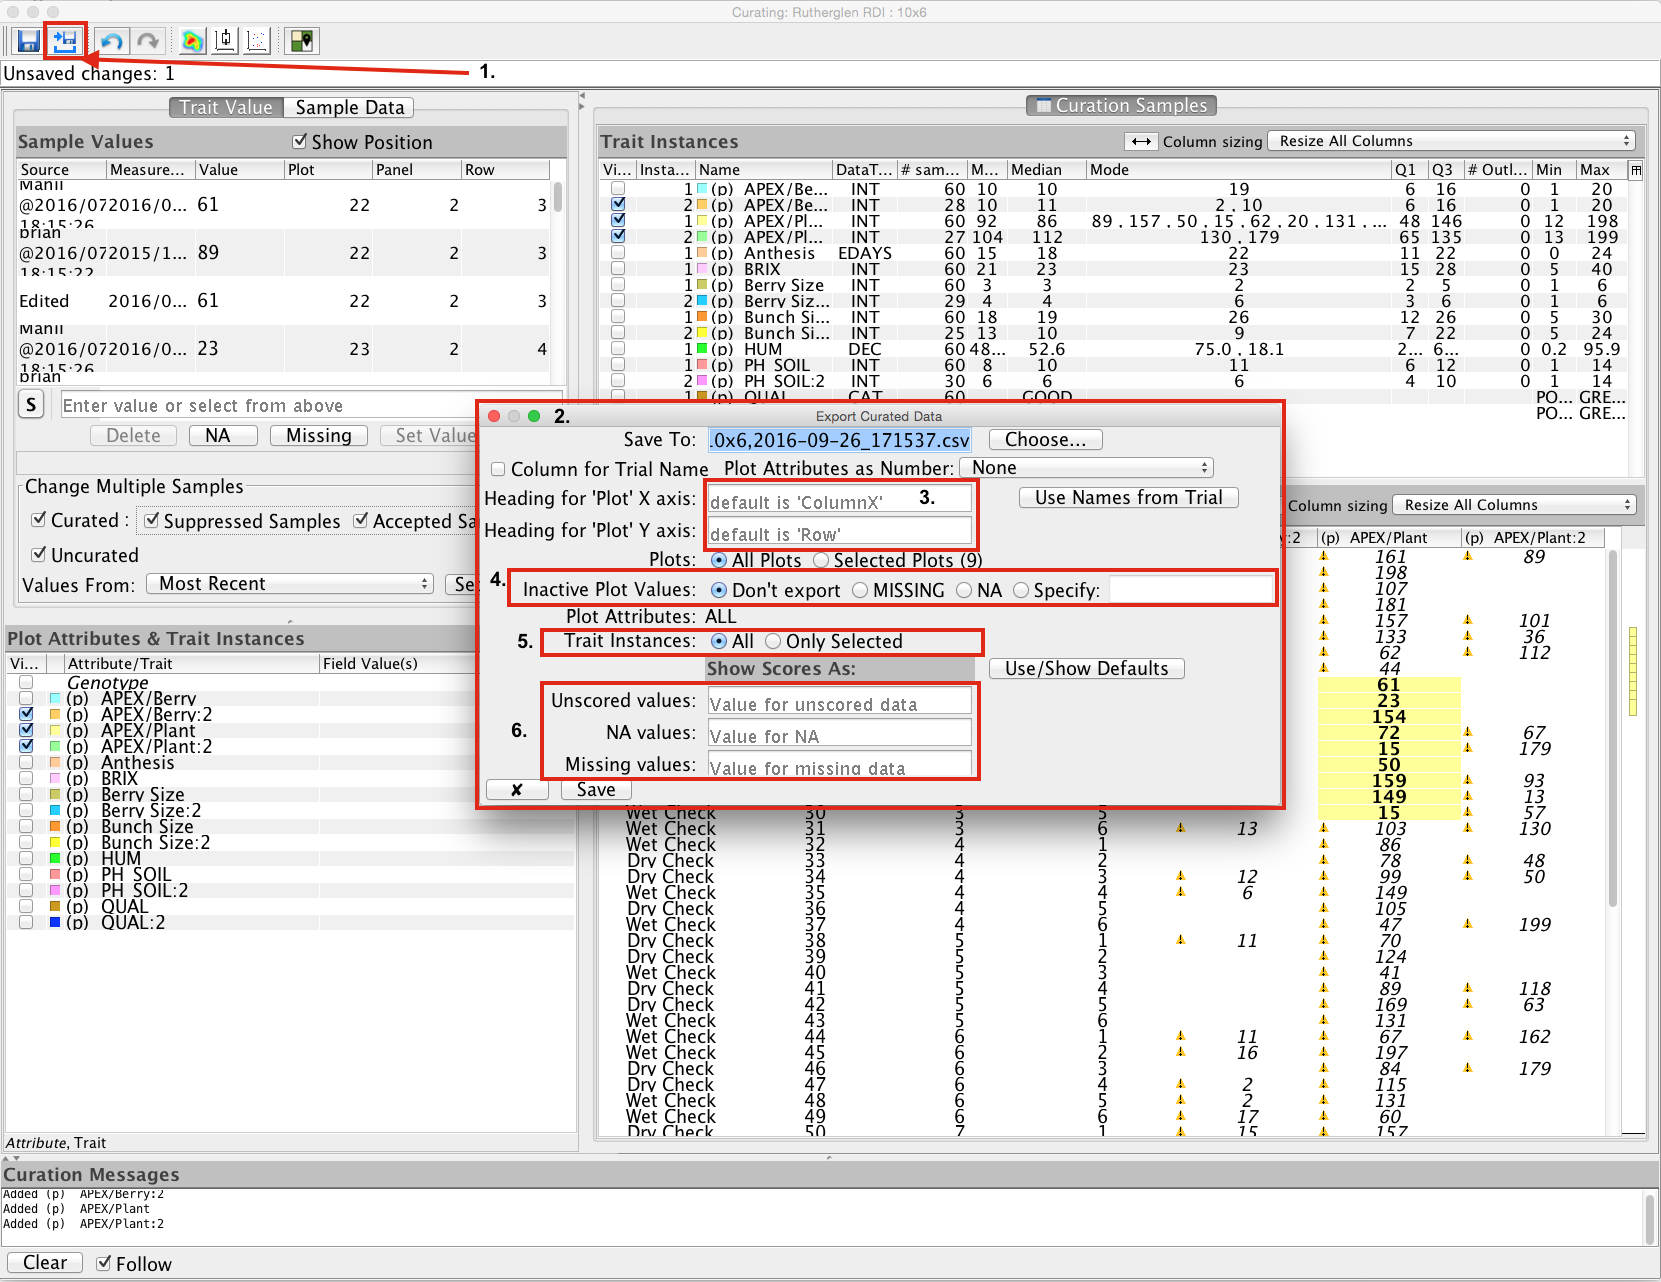 Curating: Rutherglen RDI : 10x6
Unsaved changes: 1
1.
Trait Value Sample Data
Sample Values Show Position
Source Measure... Value Plot Panel Row
Mahli
@2016/07 2016/0... 61 22 2 3
18:15:26
brian
@2016/07 2015/1... 89 22 2 3
18:15:22
Edited 2016/0... 61 22 2 3
Mahli
@2016/07 2016/0... 23 23 2 4
18:15:26
brian
S Enter value or select from above
Delete NA Missing Set Value
Change Multiple Samples
Curated : Suppressed Samples Accepted Sa
Uncurated
Values From: Most Recent Se
Plot Attributes & Trait Instances
Vi... Attribute/Trait Field Value(s)
Genotype
(p) APEX/Berry
(p) APEX/Berry:2
(p) APEX/Plant
(p) APEX/Plant:2
(p) Anthesis
(p) BRIX
(p) Berry Size
(p) Berry Size:2
(p) Bunch Size
(p) Bunch Size:2
(p) HUM
(p) PH SOIL
(p) PH SOIL:2
(p) QUAL
(p) QUAL:2
Attribute, Trait
Curation Samples
Trait Instances Column sizing Resize All Columns
Vi... Insta... Name DataT... # sam... M... Median Mode Q1 Q3 # Outl... Min Max
1 (p) APEX/Be... INT 60 10 10 19 6 16 0 1 20
2 (p) APEX/Be... INT 28 10 11 2 , 10 6 16 0 1 20
1 (p) APEX/Pl... INT 60 92 86 89 , 157 , 50 , 15 , 62 , 20 , 131 , ... 48 146 0 12 198
2 (p) APEX/Pl... INT 27 104 112 130 , 179 65 135 0 13 199
1 (p) Anthesis EDAYS 60 15 18 22 11 22 0 0 24
1 (p) BRIX INT 60 21 23 23 15 28 0 5 40
1 (p) Berry Size INT 60 3 3 2 2 5 0 1 6
2 (p) Berry Siz... INT 29 4 4 6 3 6 0 1 6
1 (p) Bunch Si... INT 60 18 19 26 12 26 0 5 30
2 (p) Bunch Si... INT 25 13 10 9 7 22 0 5 24
1 (p) HUM DEC 60 48... 52.6 75.0 , 18.1 2... 6... 0 0.2 95.9
1 (p) PH SOIL INT 60 8 10 11 6 12 0 1 14
2 (p) PH SOIL:2 INT 30 6 6 6 4 10 0 1 14
1 (p) QUAL CAT 60 GOOD PO... GRE...
PO... GRE...
2. Export Curated Data
Save To: .0x6,2016-09-26_171537.csv Choose...
Column for Trial Name Plot Attributes as Number: None
Heading for 'Plot' X axis: default is 'ColumnX' 3. Use Names from Trial
Heading for 'Plot' Y axis: default is 'Row'
Plots: All Plots Selected Plots (9)
4. Inactive Plot Values: Don't export MISSING NA Specify:
Plot Attributes: ALL
5. Trait Instances: All Only Selected
Show Scores As: Use/Show Defaults
Unscored values: Value for unscored data
6. NA values: Value for NA
Missing values: Value for missing data
✘ Save
Column sizing Resize All Columns
y:2 (p) APEX/Plant (p) APEX/Plant:2
161 89
198
107
181
157 101
133 36
62 112
44
61
23
154
72 67
15 179
50
159 93
149 13
Wet Check 30 3 5 15 57
Wet Check 31 3 6 13 103 130
Wet Check 32 4 1 86
Dry Check 33 4 2 78 48
Dry Check 34 4 3 12 99 50
Wet Check 35 4 4 6 149
Dry Check 36 4 5 105
Wet Check 37 4 6 47 199
Dry Check 38 5 1 11 70
Dry Check 39 5 2 124
Wet Check 40 5 3 41
Dry Check 41 5 4 89 118
Dry Check 42 5 5 169 63
Wet Check 43 5 6 131
Wet Check 44 6 1 11 67 162
Wet Check 45 6 2 16 197
Dry Check 46 6 3 84 179
Dry Check 47 6 4 2 115
Wet Check 48 6 5 2 131
Wet Check 49 6 6 17 60
Dry Check 50 7 1 15 157
Curation Messages
Added (p) APEX/Berry:2
Added (p) APEX/Plant
Added (p) APEX/Plant:2
Clear Follow